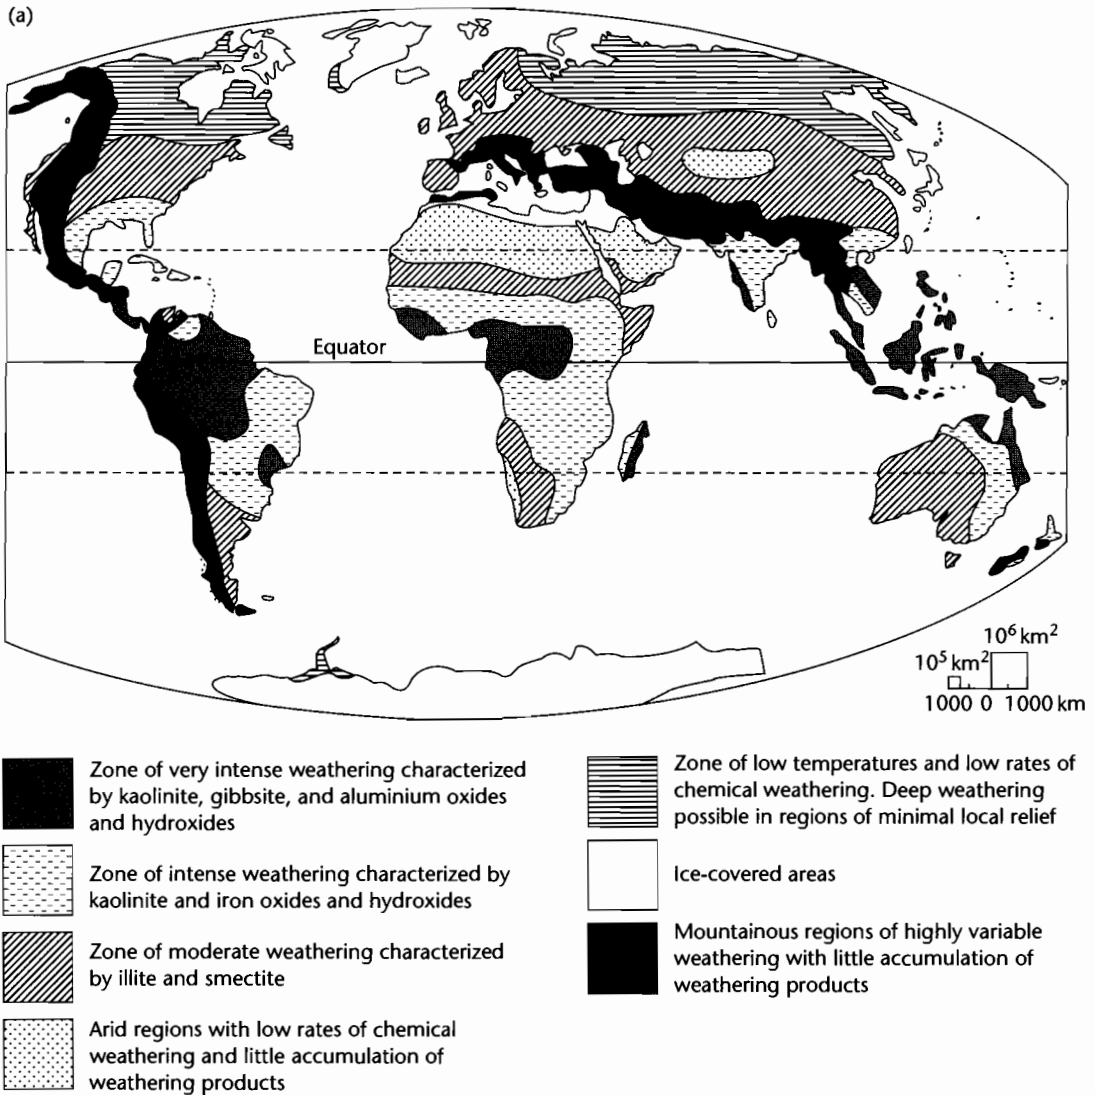 (a)
Equator
10⁶ km²
10⁵ km²
1000 0 1000 km
Zone of very intense weathering characterized
by kaolinite, gibbsite, and aluminium oxides
and hydroxides
Zone of intense weathering characterized by
kaolinite and iron oxides and hydroxides
Zone of moderate weathering characterized
by illite and smectite
Arid regions with low rates of chemical
weathering and little accumulation of
weathering products
Zone of low temperatures and low rates of
chemical weathering. Deep weathering
possible in regions of minimal local relief
Ice-covered areas
Mountainous regions of highly variable
weathering with little accumulation of
weathering products